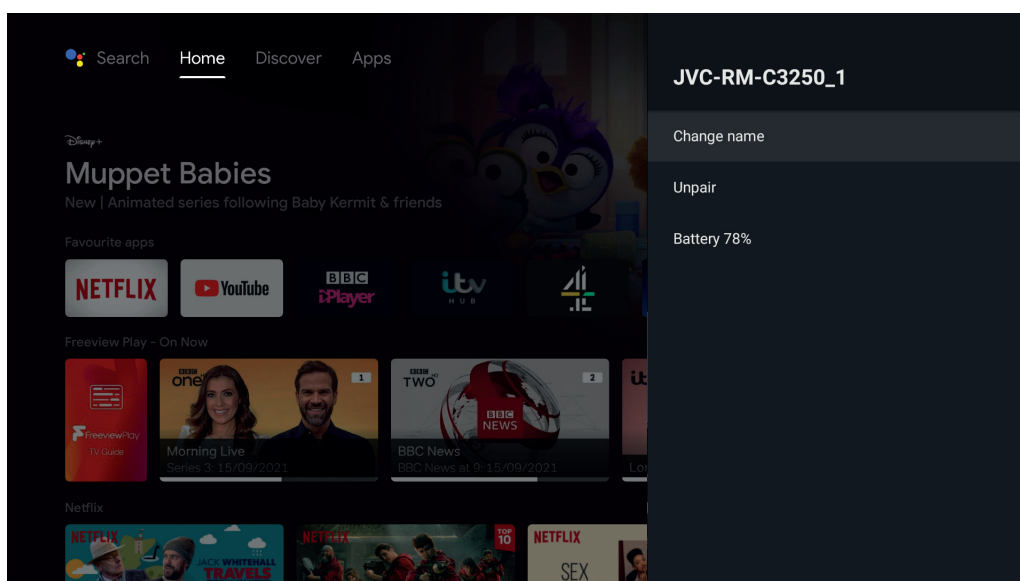 Search Home Discover Apps
Disney+
Muppet Babies
New | Animated series following Baby Kermit & friends
Favourite apps
NETFLIX
YouTube
BBC
iPlayer
itv
HUB
Freeview Play - On Now
FreeviewPlay
TV Guide
BBC
one
1
Morning Live
Series 3: 15/09/2021
BBC
TWO
HD
2
BBC
NEWS
BBC News
BBC News at 9: 15/09/2021
it
Lor
Netflix
NETFLIX
JACK WHITEHALL
TRAVELS
NETFLIX
TOP
10
NETFLIX
SEX
JVC-RM-C3250_1
Change name
Unpair
Battery 78%